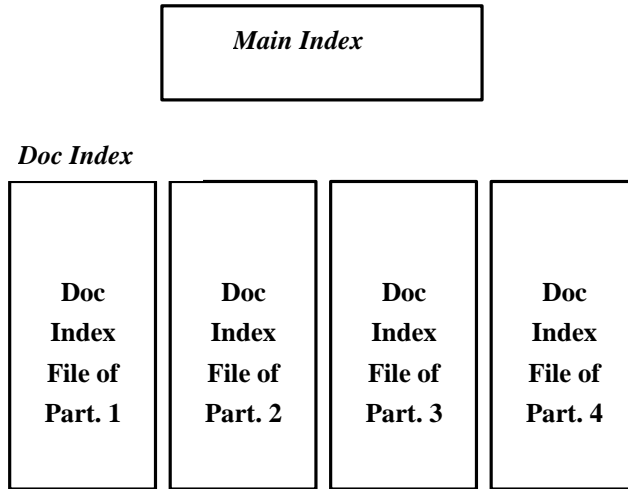 Main Index
Doc Index
Doc
Index
File of
Part. 1
Doc
Index
File of
Part. 2
Doc
Index
File of
Part. 3
Doc
Index
File of
Part. 4